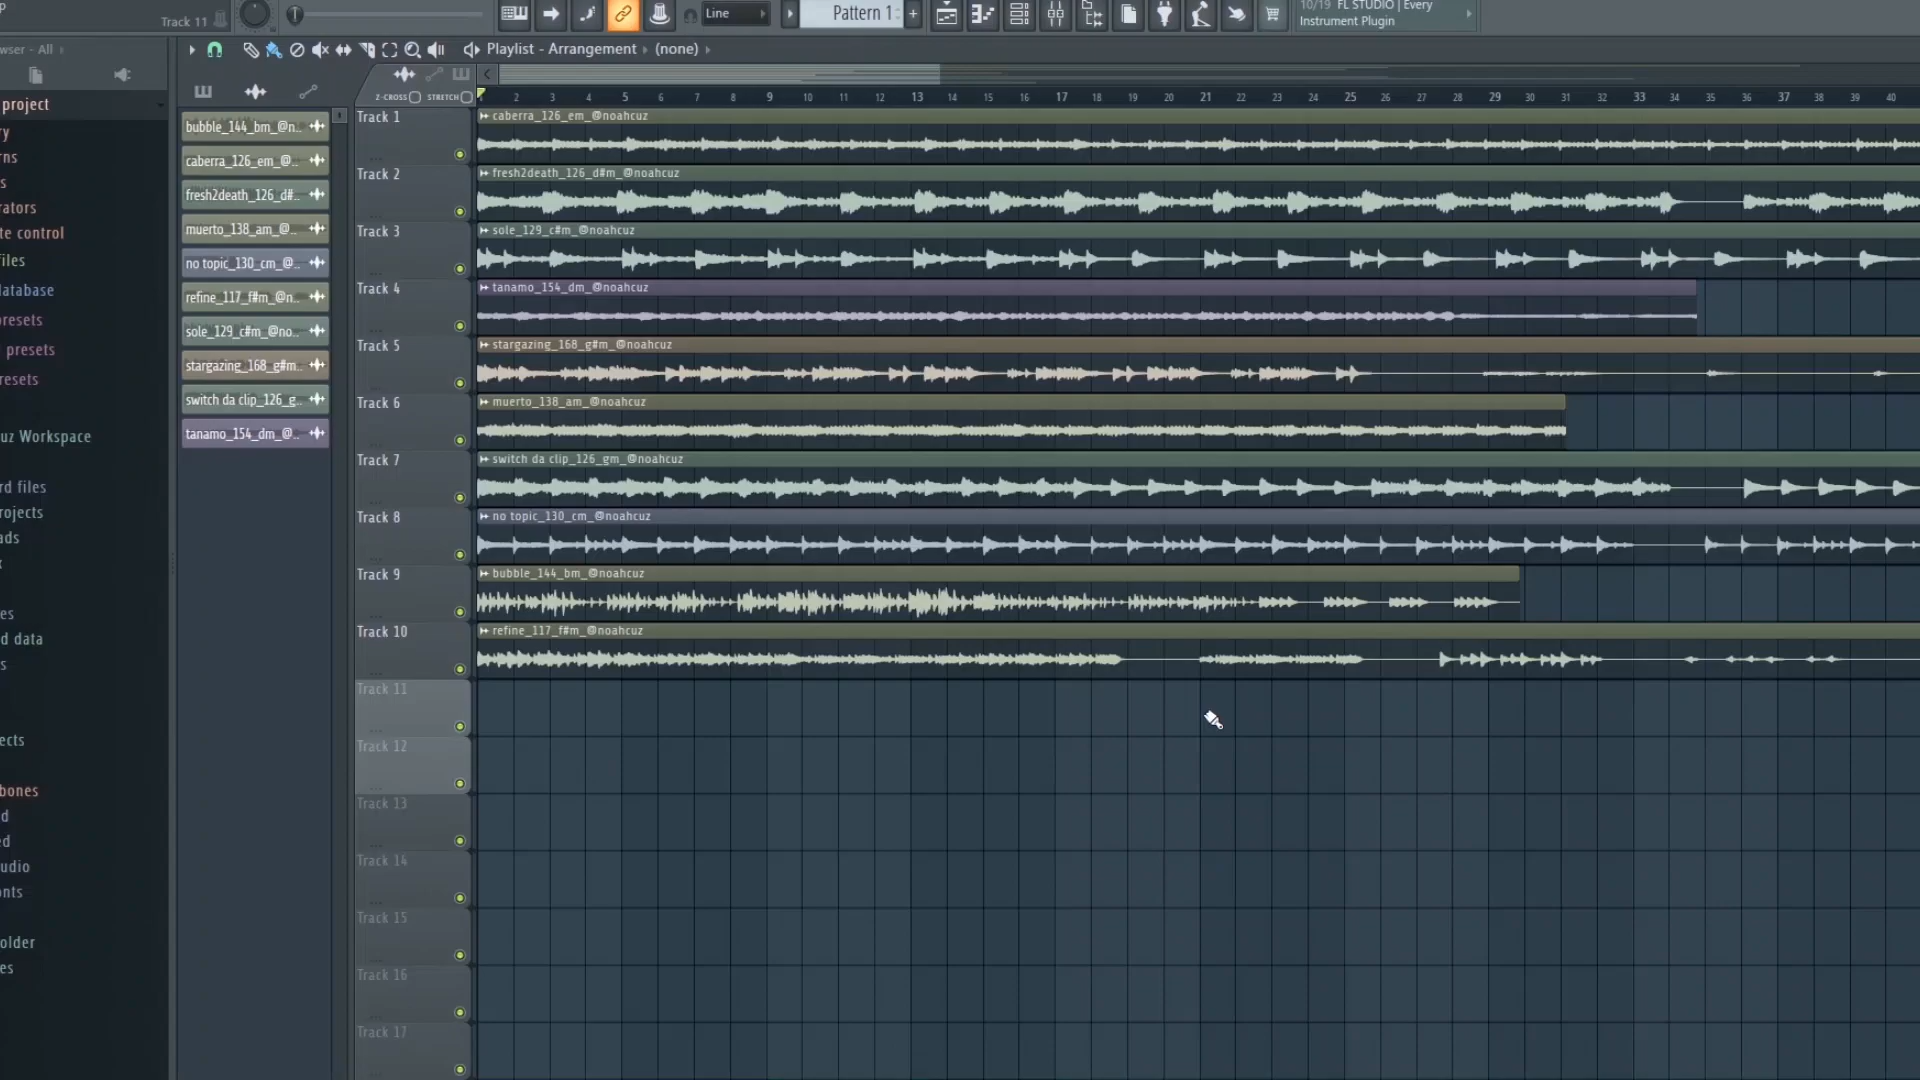 P
Track 11
Line
Pattern 1
10/19 FL STUDIO | Every
Instrument Plugin
wser - All
Playlist - Arrangement › (none) ›
Z-CROSS STRETCH
1 2 3 4 5 6 7 8 9 10 11 12 13 14 15 16 17 18 19 20 21 22 23 24 25 26 27 28 29 30 31 32 33 34 35 36 37 38 39 40
project
ry
rns
s
rators
te control
files
latabase
presets
presets
resets
uz Workspace
rd files
rojects
ads
k
es
d data
s
ects
bones
d
ed
udio
onts
older
es
bubble_144_bm_@n..
caberra_126_em_@..
fresh2death_126_d#..
muerto_138_am_@..
no topic_130_cm_@..
refine_117_f#m_@n..
sole_129_c#m_@no..
stargazing_168_g#m..
switch da clip_126_g..
tanamo_154_dm_@..
Track 1
caberra_126_em_@noahcuz
Track 2
fresh2death_126_d#m_@noahcuz
Track 3
sole_129_c#m_@noahcuz
Track 4
tanamo_154_dm_@noahcuz
Track 5
stargazing_168_g#m_@noahcuz
Track 6
muerto_138_am_@noahcuz
Track 7
switch da clip_126_gm_@noahcuz
Track 8
no topic_130_cm_@noahcuz
Track 9
bubble_144_bm_@noahcuz
Track 10
refine_117_f#m_@noahcuz
Track 11
Track 12
Track 13
Track 14
Track 15
Track 16
Track 17